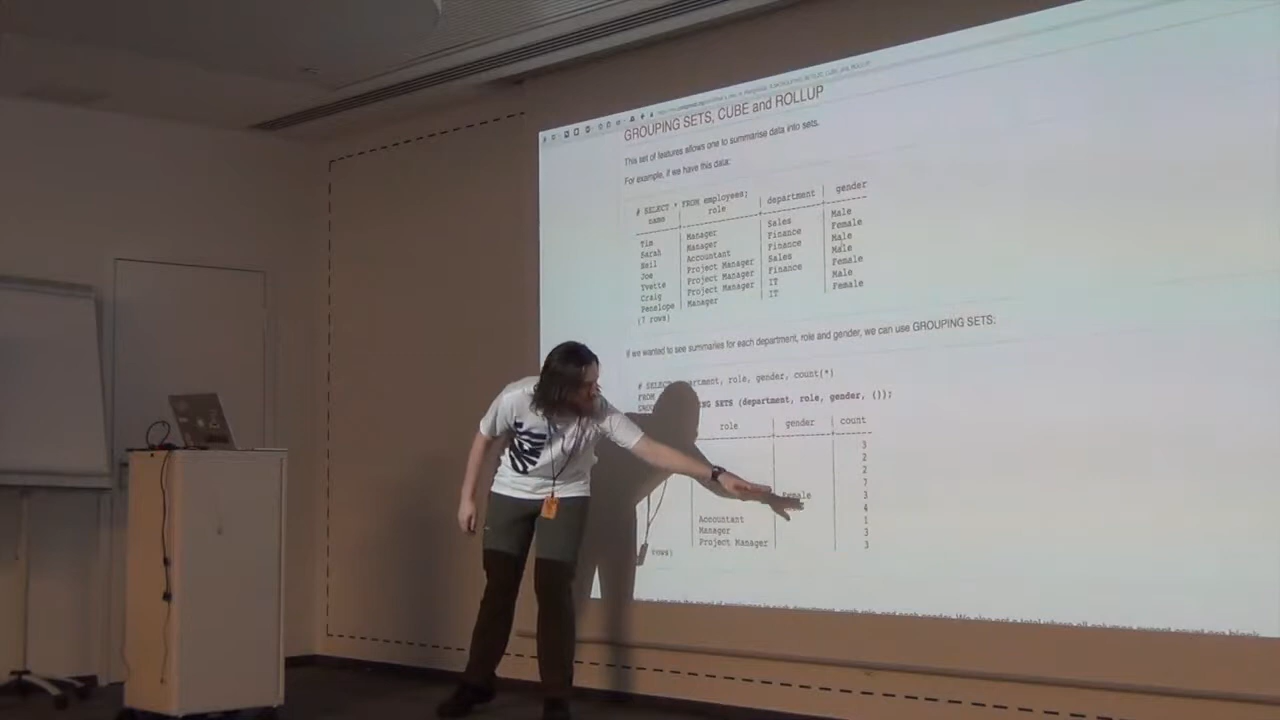 GROUPING SETS, CUBE and ROLLUP
This set of features allows one to summarise data into sets.
For example, if we have this data:
# SELECT * FROM employees;
name | role | department | gender
Tim | Manager | Sales | Male
Sarah | Manager | Finance | Female
Neil | Accountant | Finance | Male
Joe | Project Manager | Sales | Male
Yvette | Project Manager | Finance | Female
Craig | Project Manager | IT | Male
Penelope | Manager | IT | Female
(7 rows)
If we wanted to see summaries for each department, role and gender, we can use GROUPING SETS:
# SELECT department, role, gender, count(*)
FROM
SETS (department, role, gender, ());
role | gender | count
3
2
2
7
Female | 3
4
Accountant | 1
Manager | 3
Project Manager | 3
rows)